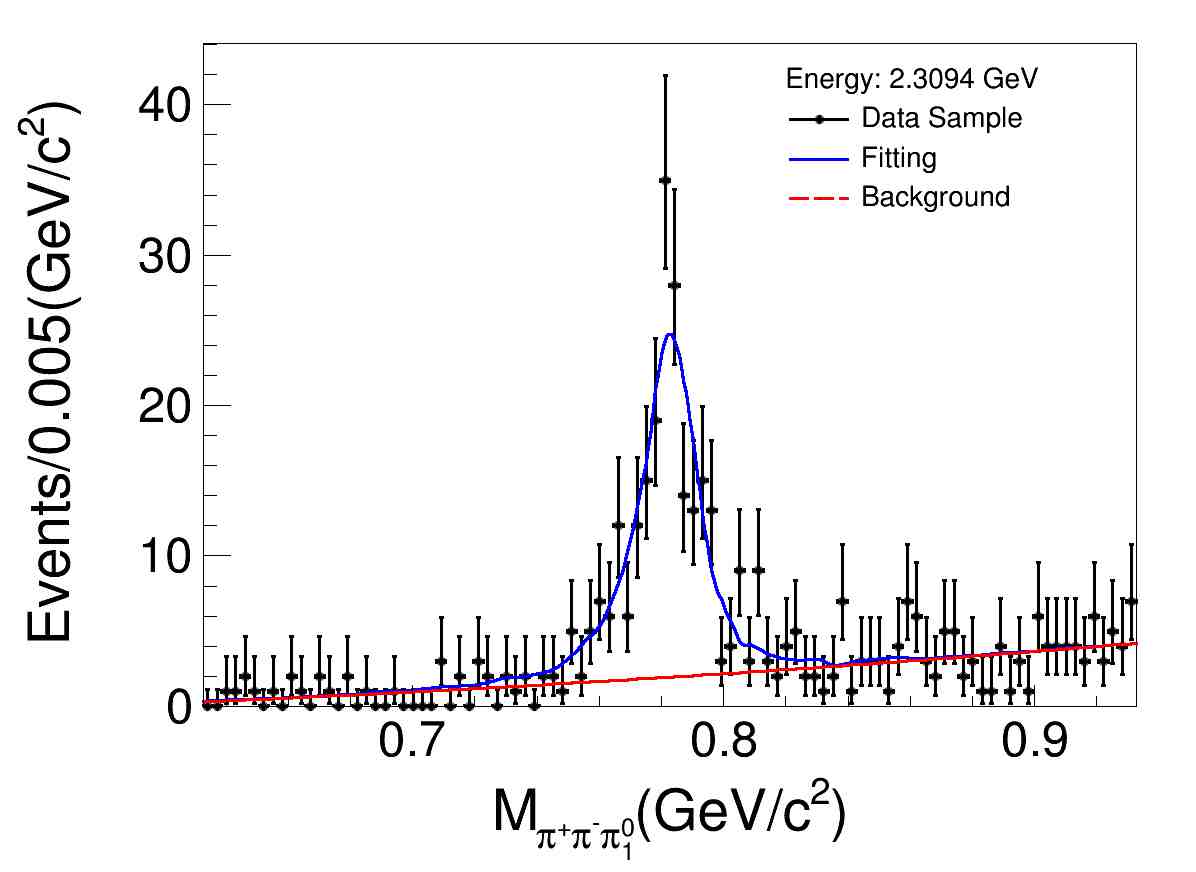 Energy: 2.3094 GeV
Data Sample
Fitting
Background
Events/0.005(GeV/c²)
40
30
20
10
0
0.7 0.8 0.9
M_{π⁺π⁻π⁰₁}(GeV/c²)